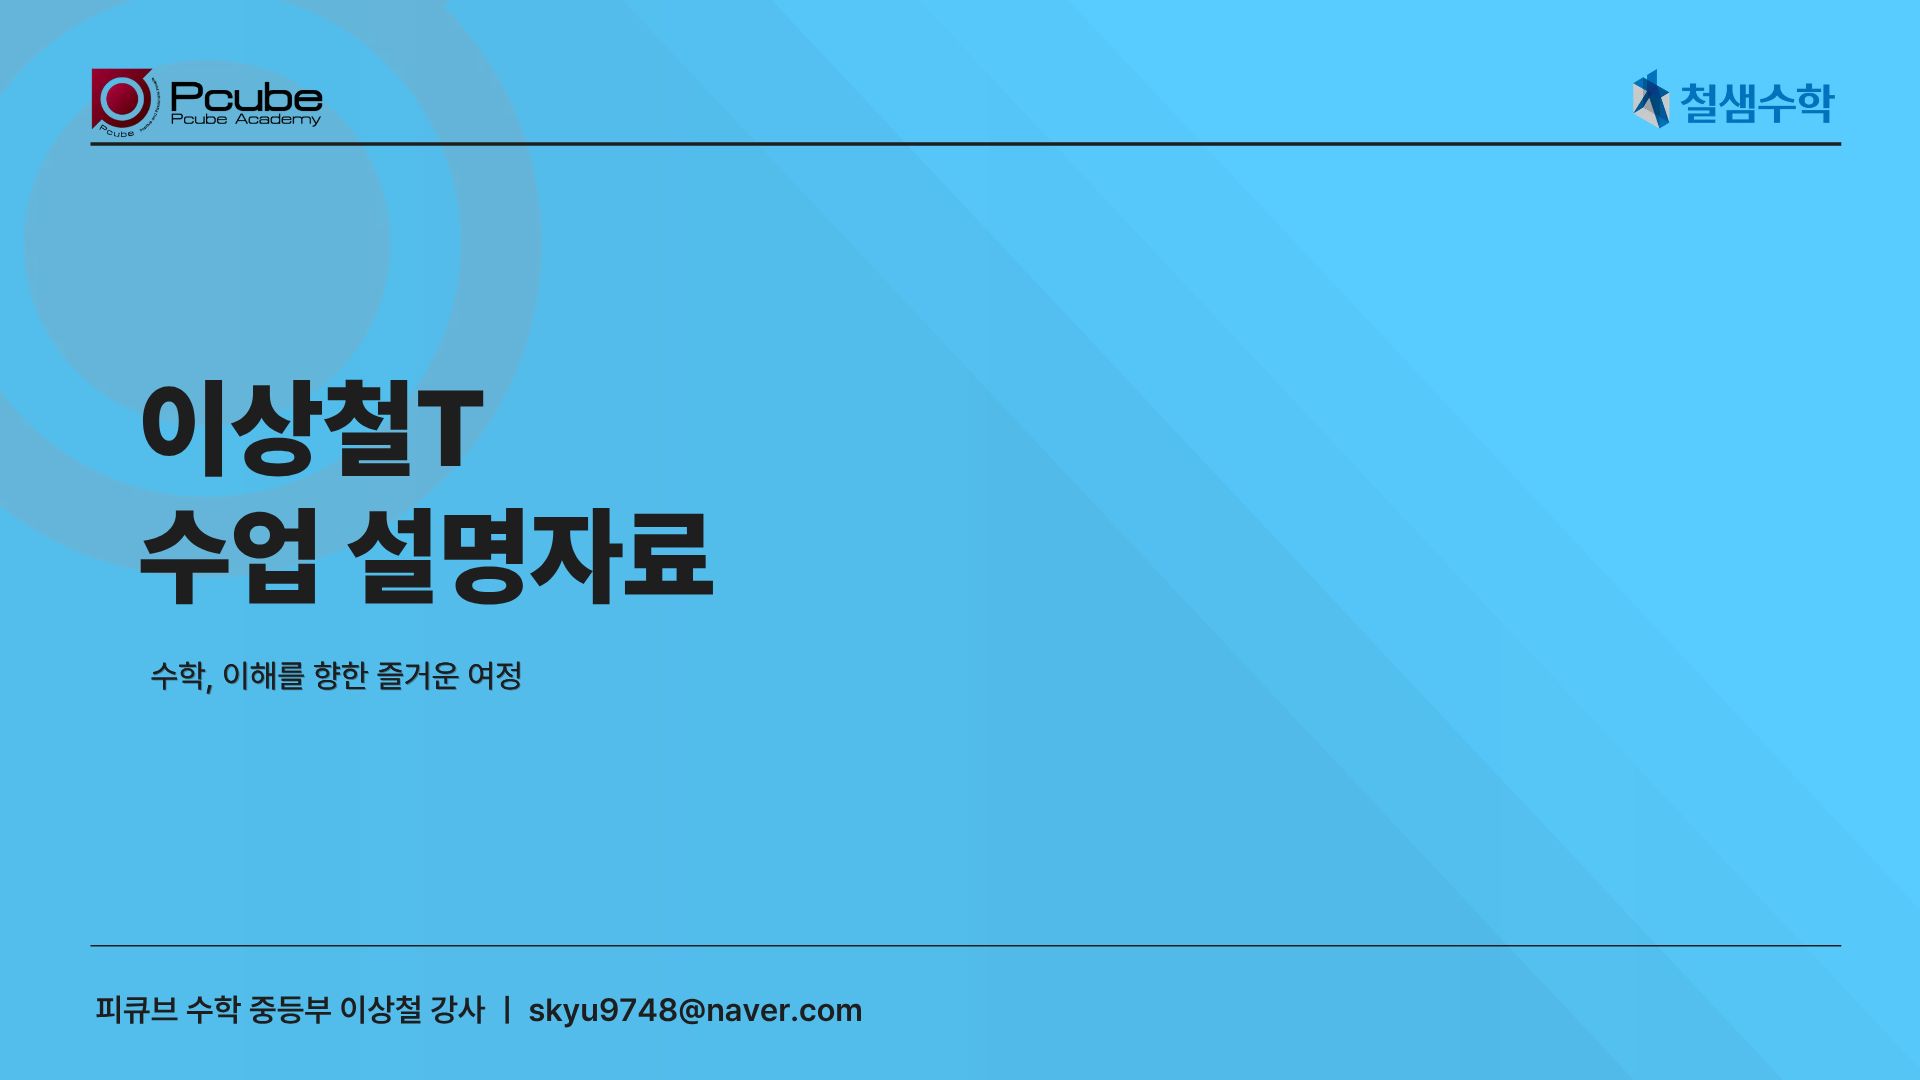 Pcube
Pcube Academy
Pcube
철샘수학
이상철T
수업 설명자료
수학, 이해를 향한 즐거운 여정
피큐브 수학 중등부 이상철 강사 | skyu9748@naver.com